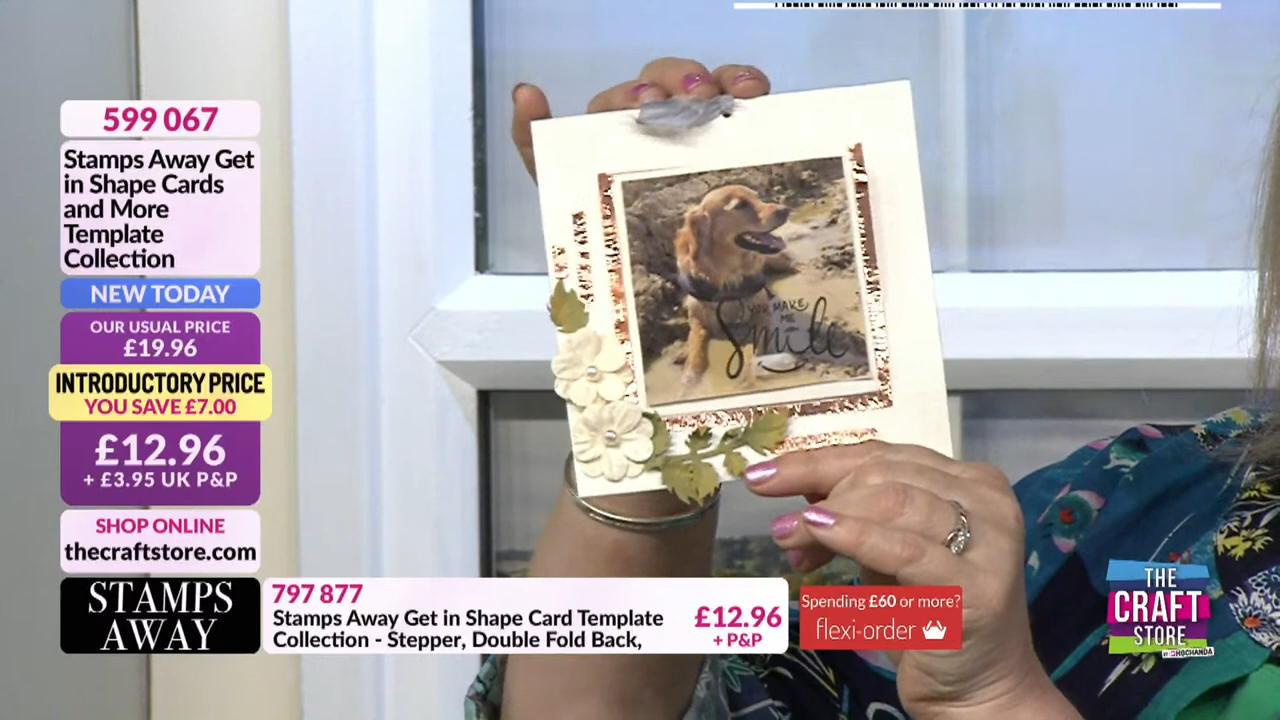 599 067
Stamps Away Get
in Shape Cards
and More
Template
Collection
NEW TODAY
OUR USUAL PRICE
£19.96
INTRODUCTORY PRICE
YOU SAVE £7.00
£12.96
+ £3.95 UK P&P
SHOP ONLINE
thecraftstore.com
STAMPS
AWAY
797 877
Stamps Away Get in Shape Card Template
Collection - Stepper, Double Fold Back,
£12.96
+ P&P
Spending £60 or more?
flexi-order
YOU MAKE
ME
Smile
THE
CRAFT
STORE
BY HOCHANDA